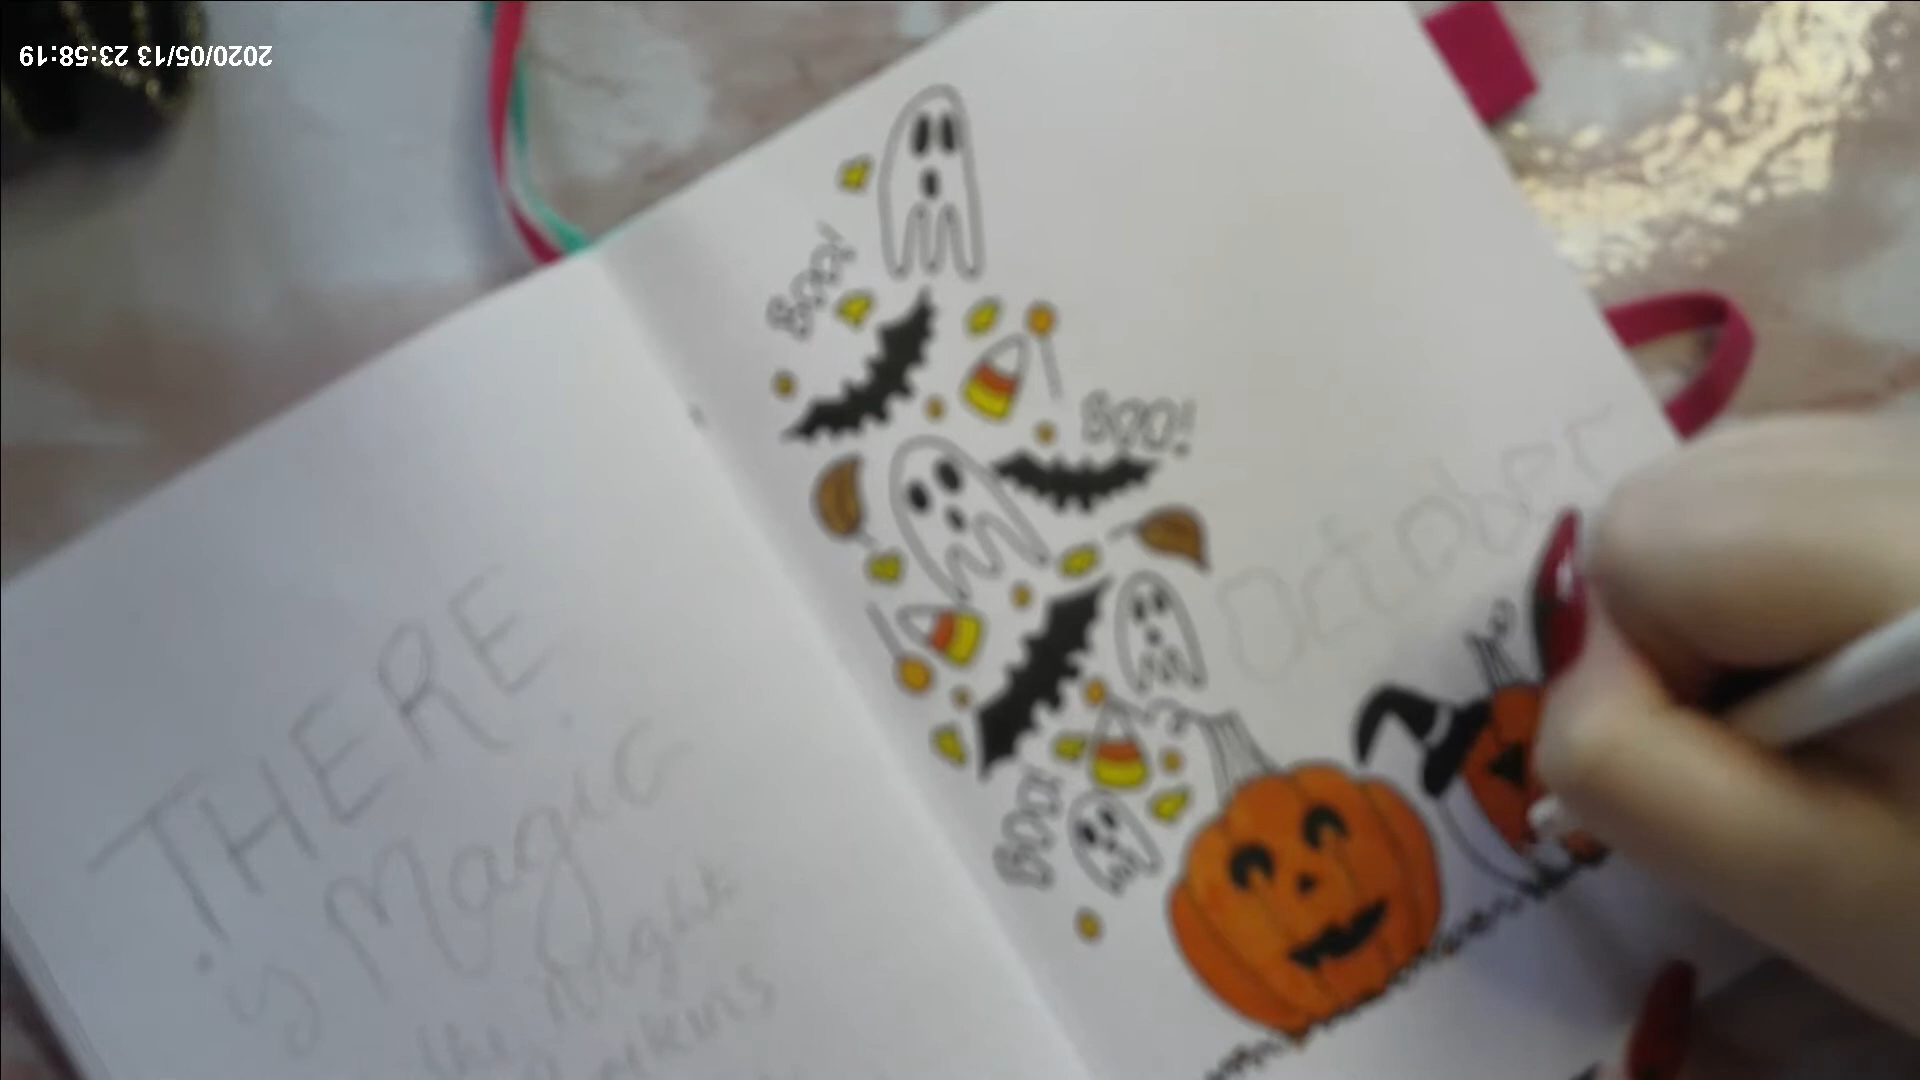 2020/05/13 23:58:19
THERE
is Magic
the night
Boo!
BOO!
Boo!
October